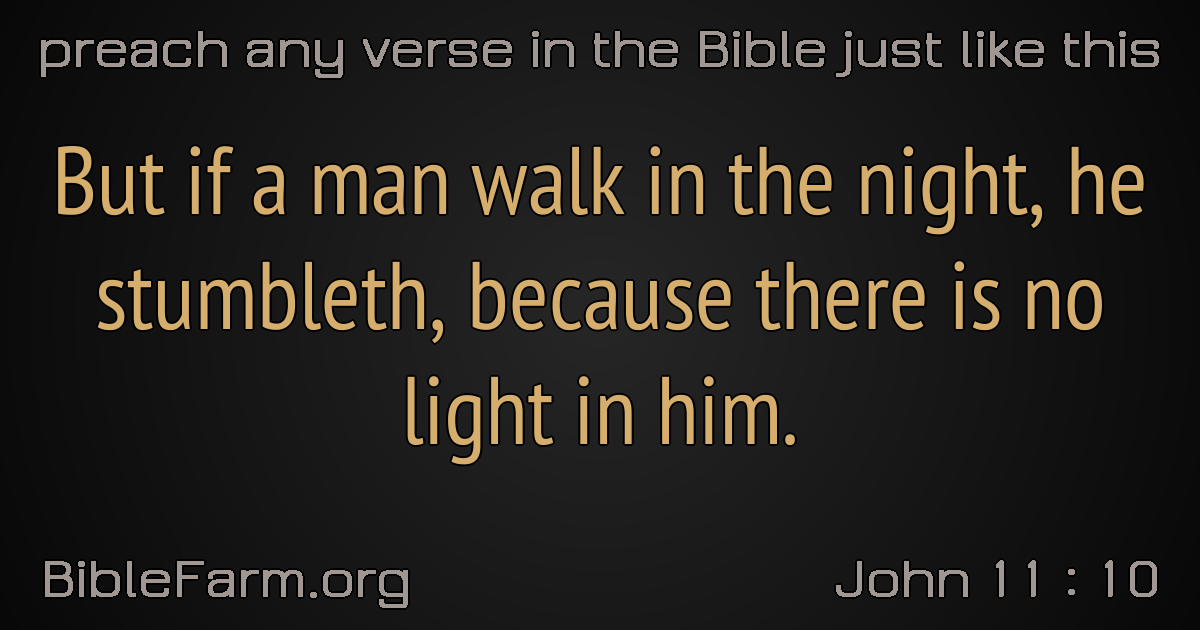 preach any verse in the Bible just like this
But if a man walk in the night, he
stumbleth, because there is no
light in him.
BibleFarm.org
John 11 : 10